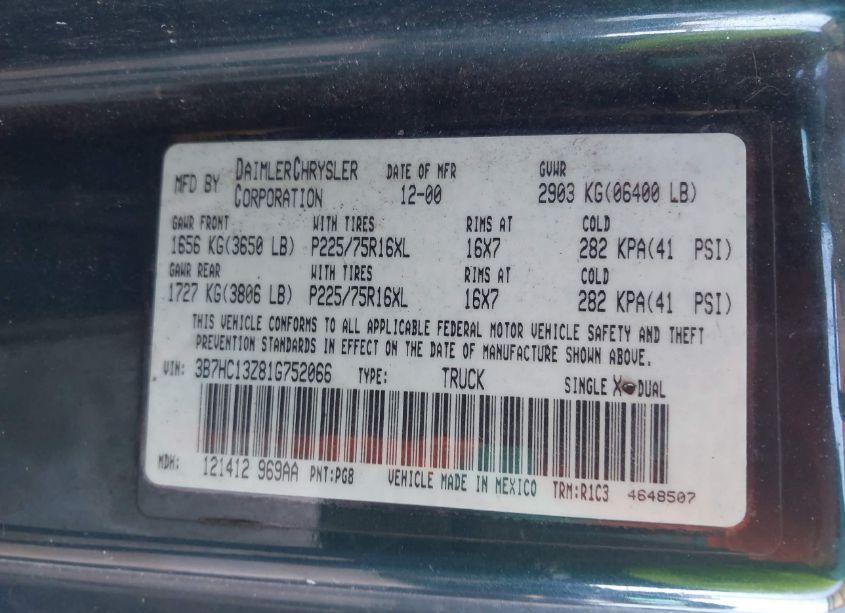 MFD BY DAIMLERCHRYSLER CORPORATION DATE OF MFR 12-00 GVWR 2903 KG(06400 LB)
GAWR FRONT WITH TIRES RIMS AT COLD
1656 KG(3650 LB) P225/75R16XL 16X7 282 KPA(41 PSI)
GAWR REAR WITH TIRES RIMS AT COLD
1727 KG(3806 LB) P225/75R16XL 16X7 282 KPA(41 PSI)
THIS VEHICLE CONFORMS TO ALL APPLICABLE FEDERAL MOTOR VEHICLE SAFETY AND THEFT
PREVENTION STANDARDS IN EFFECT ON THE DATE OF MANUFACTURE SHOWN ABOVE.
VIN: 3B7HC13Z81G752066 TYPE: TRUCK SINGLE X DUAL
MDH: 121412 969AA PNT:PG8 VEHICLE MADE IN MEXICO TRM:R1C3 4648507